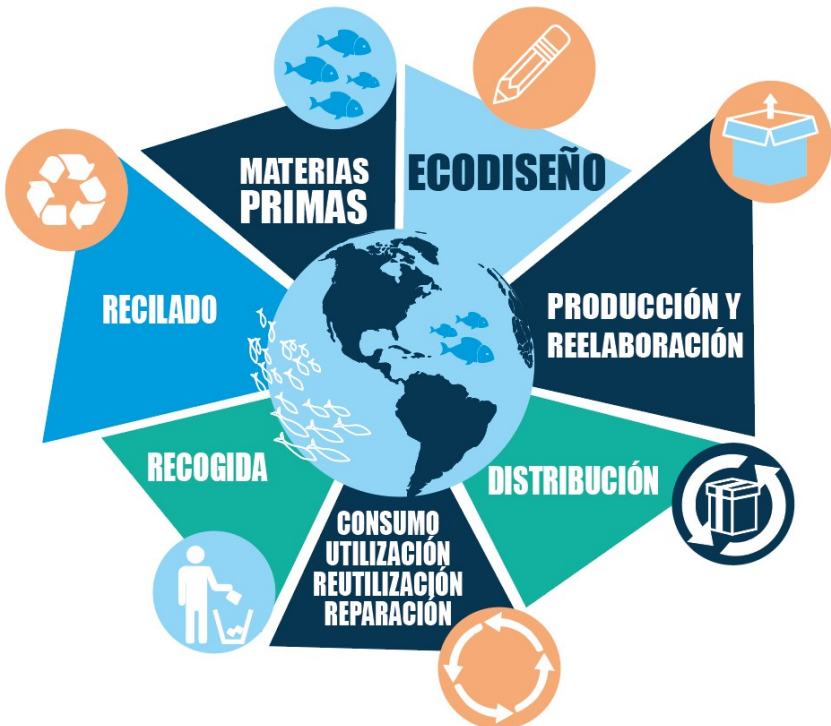 MATERIAS
PRIMAS
ECODISEÑO
PRODUCCIÓN Y
REELABORACIÓN
DISTRIBUCIÓN
CONSUMO
UTILIZACIÓN
REUTILIZACIÓN
REPARACIÓN
RECOGIDA
RECILADO